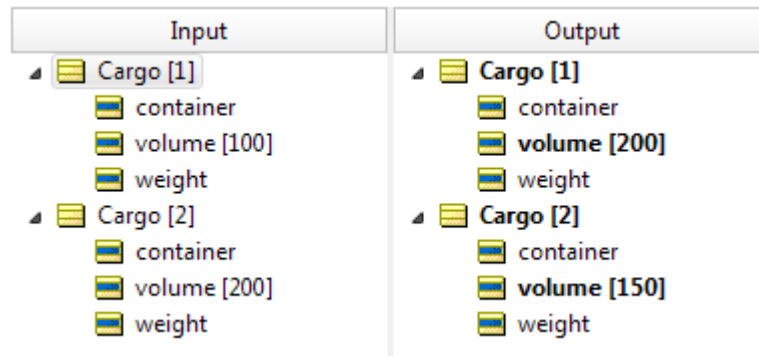 Input
Output
Cargo [1]
container
volume [100]
weight
Cargo [2]
container
volume [200]
weight
Cargo [1]
container
volume [200]
weight
Cargo [2]
container
volume [150]
weight